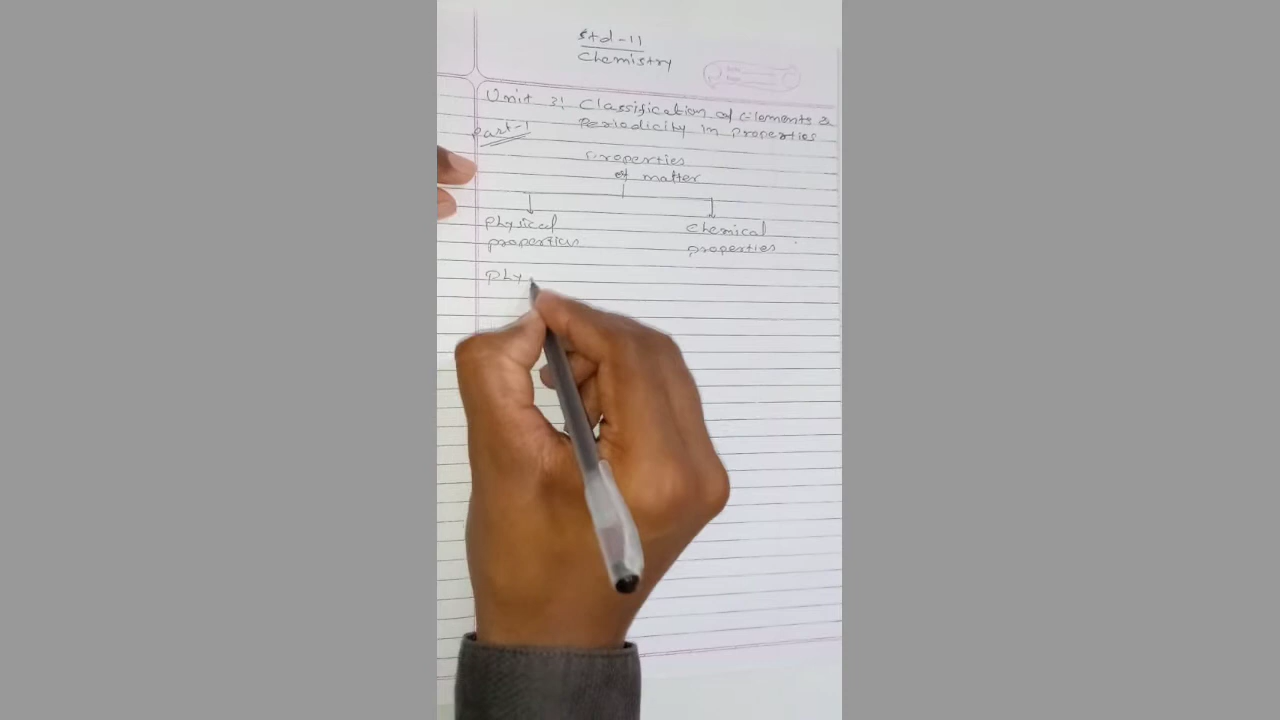 Std-11
Chemistry
Unit 3: Classification of Elements &
Periodicity in properties
Part-1
Properties
of matter
Physical
properties
Chemical
properties
Phy